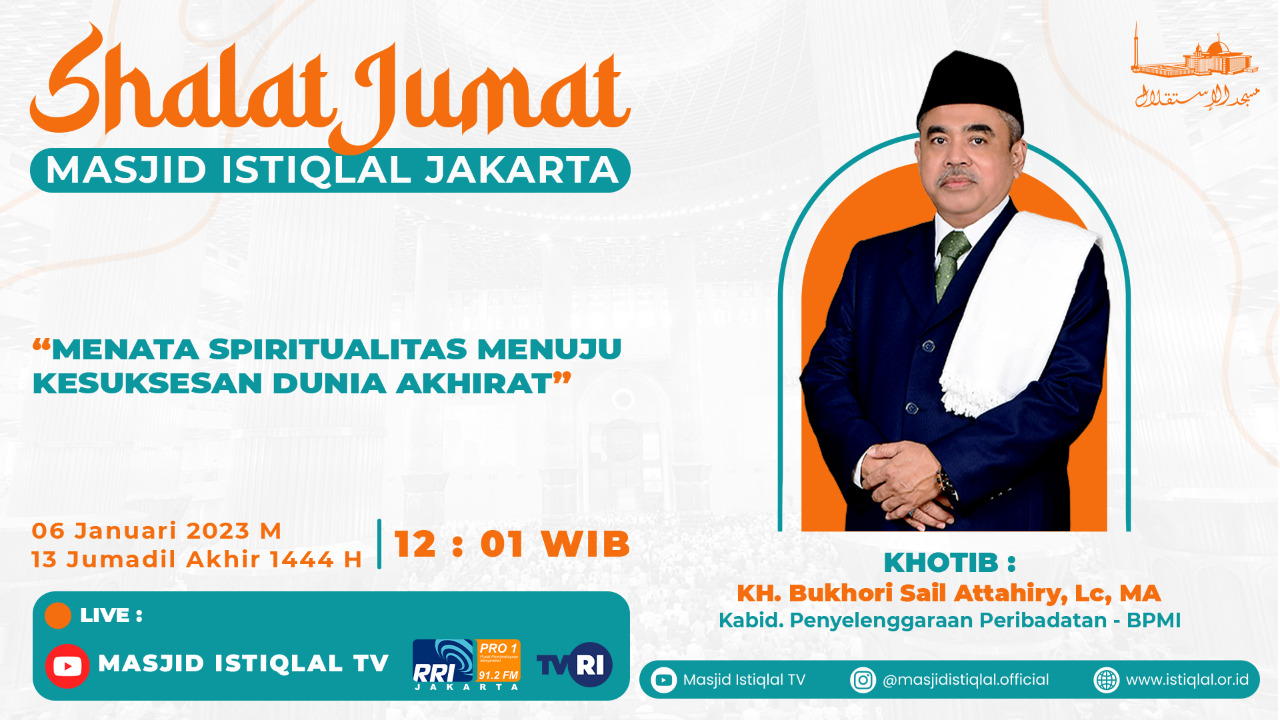 Shalat Jumat
MASJID ISTIQLAL JAKARTA
مسجد الإستقلال
“MENATA SPIRITUALITAS MENUJU
KESUKSESAN DUNIA AKHIRAT”
06 Januari 2023 M
13 Jumadil Akhir 1444 H
12 : 01 WIB
LIVE :
MASJID ISTIQLAL TV
RRI
JAKARTA
PRO 1
91.2 FM
TVRI
KHOTIB :
KH. Bukhori Sail Attahiry, Lc, MA
Kabid. Penyelenggaraan Peribadatan - BPMI
Masjid Istiqlal TV
@masjidistiqlal.official
www.istiqlal.or.id